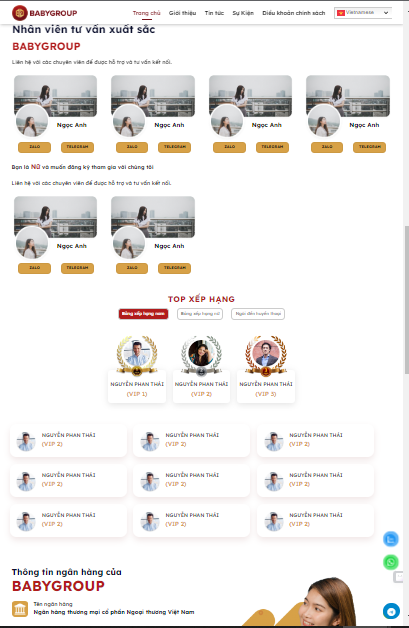 BABYGROUP
Trang chủ Giới thiệu Tin tức Sự Kiện Điều khoản chính sách Vietnamese
Nhân viên tư vấn xuất sắc
BABYGROUP
Liên hệ với các chuyên viên để được hỗ trợ và tư vấn kết nối.
Ngọc Anh Ngọc Anh Ngọc Anh Ngọc Anh
ZALO TELEGRAM ZALO TELEGRAM ZALO TELEGRAM ZALO TELEGRAM
Bạn là Nữ và muốn đăng ký tham gia với chúng tôi
Liên hệ với các chuyên viên để được hỗ trợ và tư vấn kết nối.
Ngọc Anh Ngọc Anh
ZALO TELEGRAM ZALO TELEGRAM
TOP XẾP HẠNG
Bảng xếp hạng nam Bảng xếp hạng nữ Ngôi đền huyền thoại
NGUYỄN PHAN THÁI NGUYỄN PHAN THÁI NGUYỄN PHAN THÁI
(VIP 1) (VIP 2) (VIP 3)
NGUYỄN PHAN THÁI NGUYỄN PHAN THÁI NGUYỄN PHAN THÁI
(VIP 2) (VIP 2) (VIP 2)
NGUYỄN PHAN THÁI NGUYỄN PHAN THÁI NGUYỄN PHAN THÁI
(VIP 2) (VIP 2) (VIP 2)
NGUYỄN PHAN THÁI NGUYỄN PHAN THÁI NGUYỄN PHAN THÁI
(VIP 2) (VIP 2) (VIP 2)
Thông tin ngân hàng của
BABYGROUP
Tên ngân hàng
Ngân hàng thương mại cổ phần Ngoại thương Việt Nam